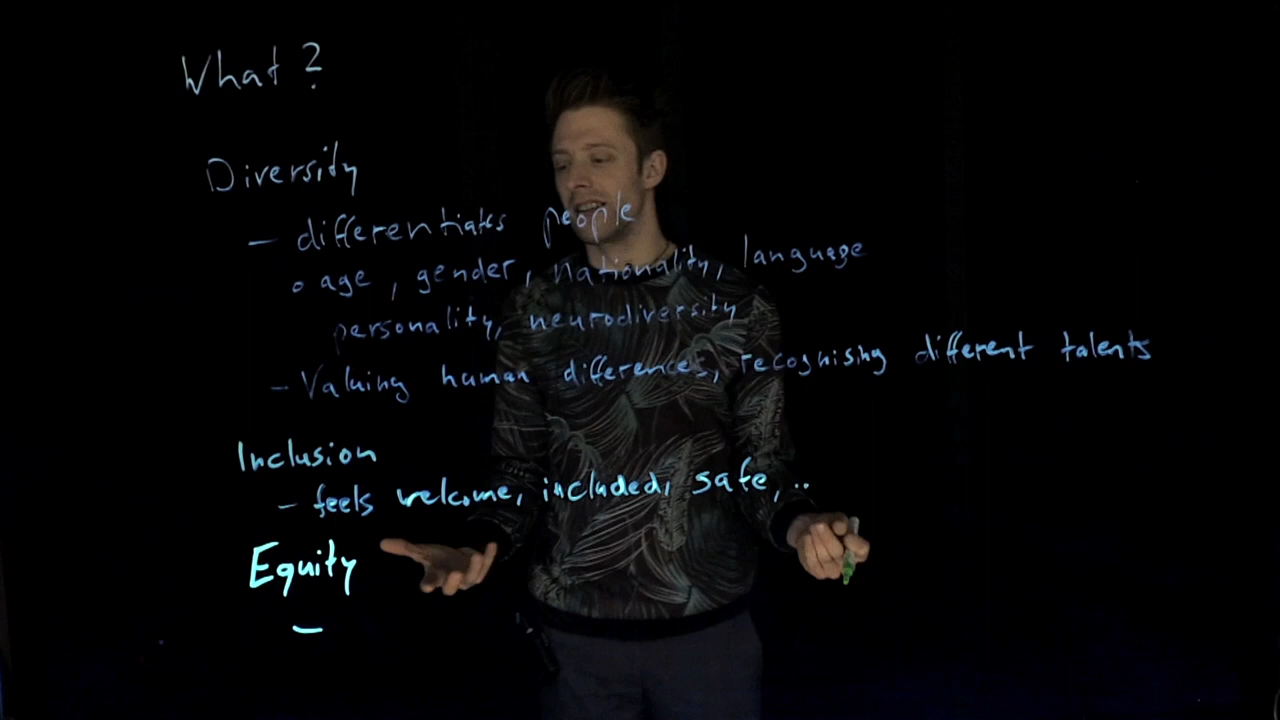 What?
Diversity
- differentiates people
o age, gender, nationality, language
personality, neurodiversity
- Valuing human differences, recognising different talents
Inclusion
- feels welcome, included, safe, ..
Equity
-